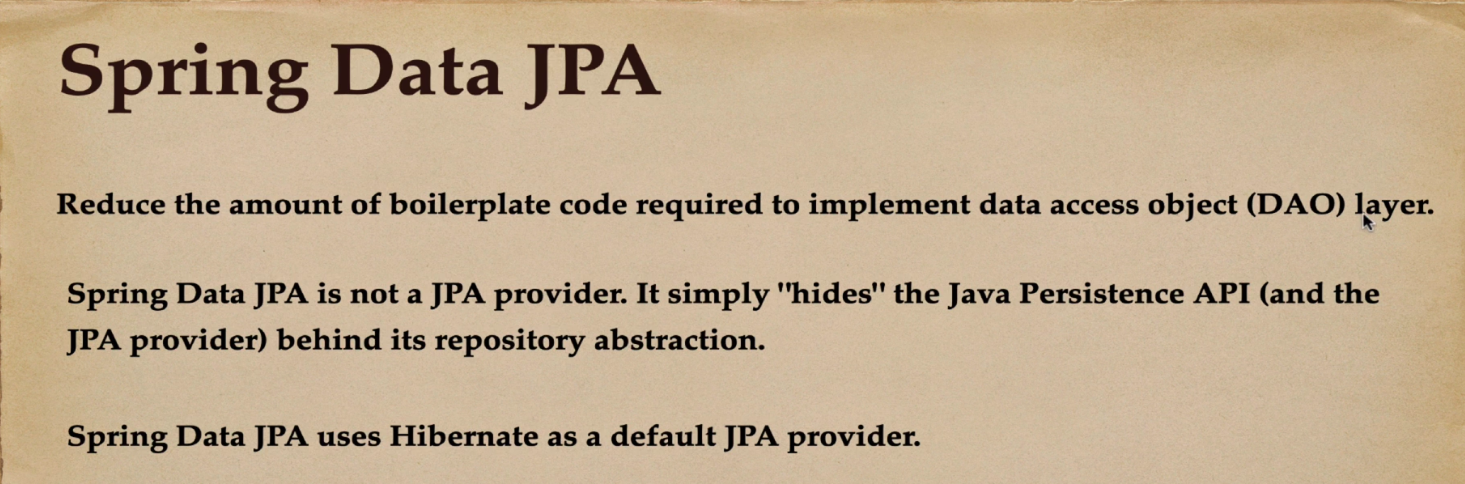 Spring Data JPA
Reduce the amount of boilerplate code required to implement data access object (DAO) layer.
Spring Data JPA is not a JPA provider. It simply "hides" the Java Persistence API (and the
JPA provider) behind its repository abstraction.
Spring Data JPA uses Hibernate as a default JPA provider.